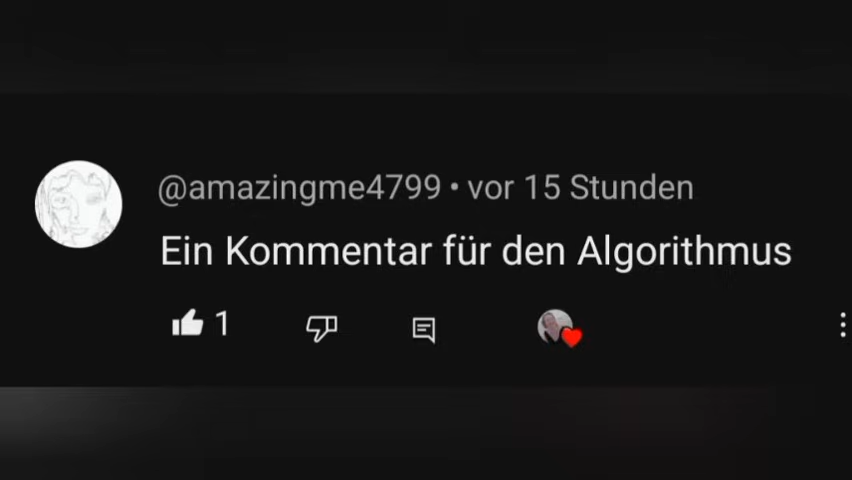 @amazingme4799 • vor 15 Stunden
Ein Kommentar für den Algorithmus
1